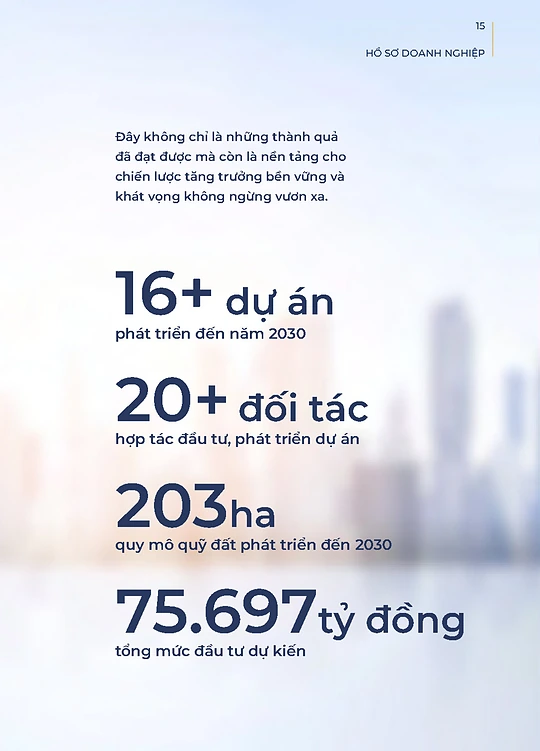 15
HỒ SƠ DOANH NGHIỆP
Đây không chỉ là những thành quả
đã đạt được mà còn là nền tảng cho
chiến lược tăng trưởng bền vững và
khát vọng không ngừng vươn xa.
16+ dự án
phát triển đến năm 2030
20+ đối tác
hợp tác đầu tư, phát triển dự án
203ha
quy mô quỹ đất phát triển đến 2030
75.697tỷ đồng
tổng mức đầu tư dự kiến